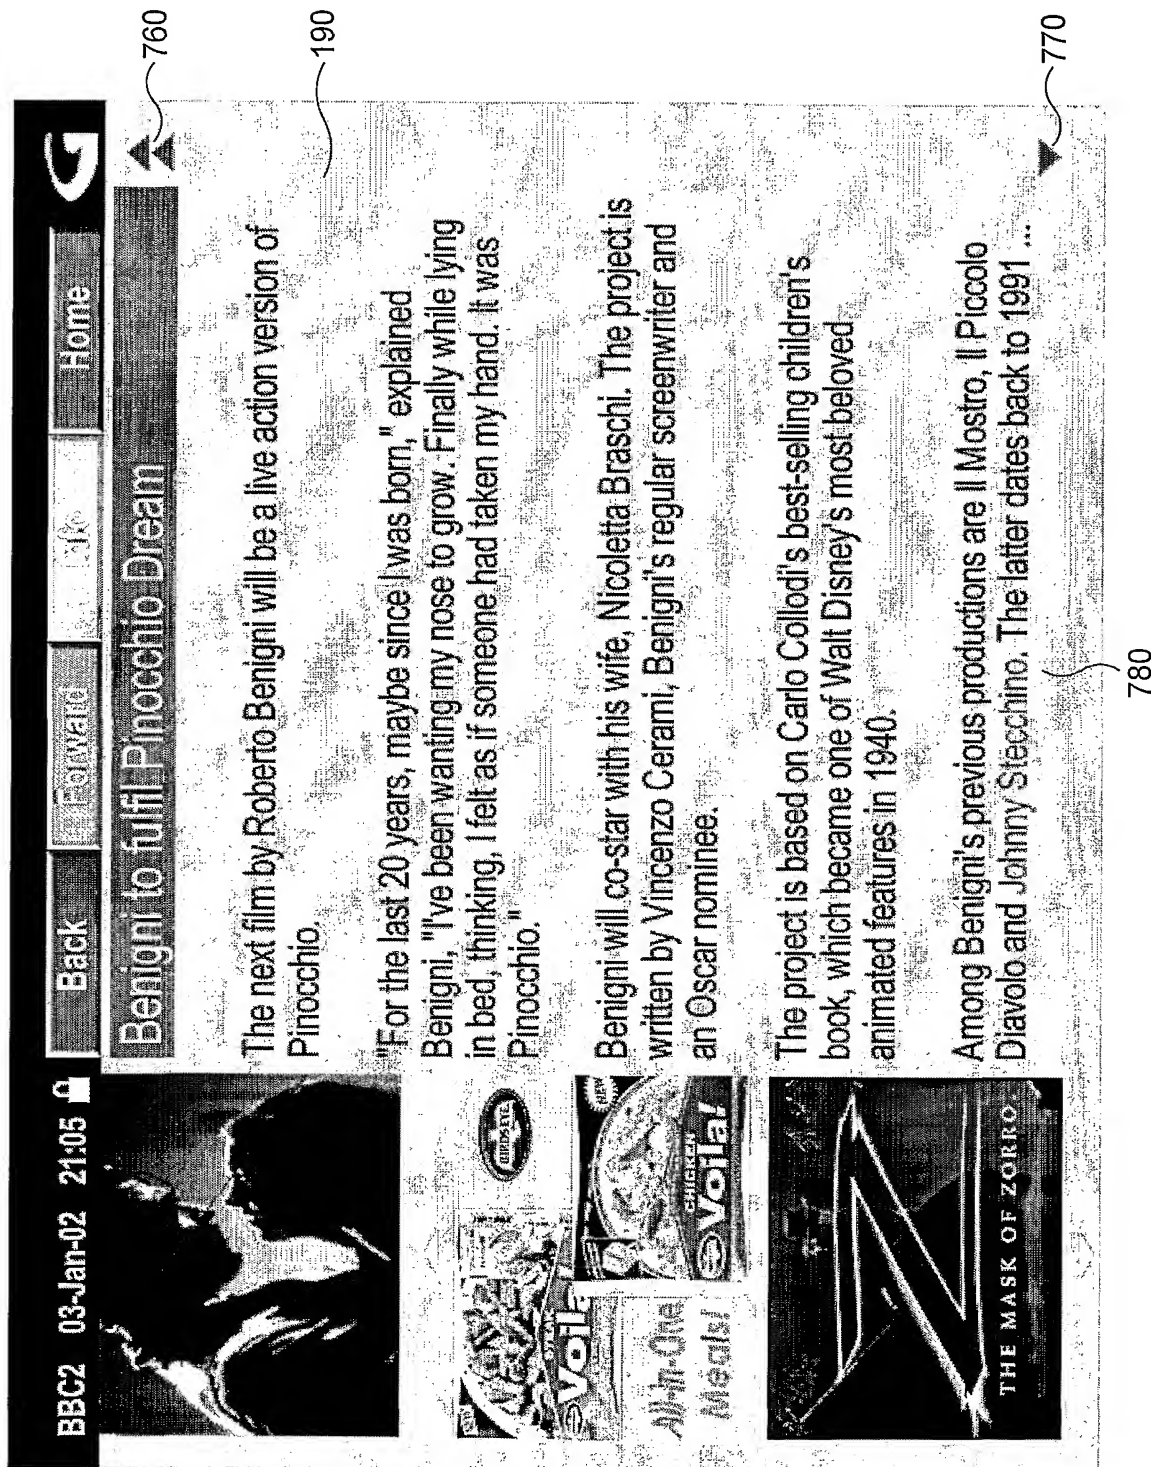 BBC2 03-Jan-02 21:05
Back
Forward
Home
Benigni to fulfil Pinocchio Dream
760
190
The next film by Roberto Benigni will be a live action version of
Pinocchio.
"For the last 20 years, maybe since I was born," explained
Benigni, "I've been wanting my nose to grow. Finally while lying
in bed, thinking, I felt as if someone had taken my hand. It was
Pinocchio."
Benigni will co-star with his wife, Nicoletta Braschi. The project is
written by Vincenzo Cerami, Benigni's regular screenwriter and
an Oscar nominee.
The project is based on Carlo Collodi's best-selling children's
book, which became one of Walt Disney's most beloved
animated features in 1940.
Among Benigni's previous productions are Il Mostro, Il Piccolo
Diavolo and Johnny Stecchino. The latter dates back to 1991 ...
770
780
BIRDS EYE
Voila
CHICKEN
Voila!
All-in-One
Meals!
THE MASK OF ZORRO